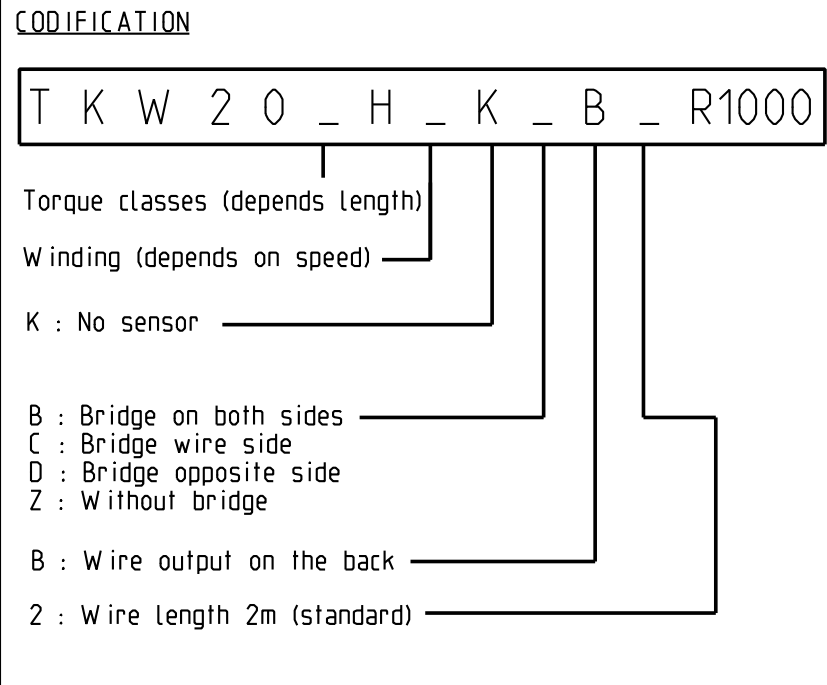 CODIFICATION
T K W 2 0 _ H _ K _ B _ R1000
Torque classes (depends length)
Winding (depends on speed)
K : No sensor
B : Bridge on both sides
C : Bridge wire side
D : Bridge opposite side
Z : Without bridge
B : Wire output on the back
2 : Wire length 2m (standard)